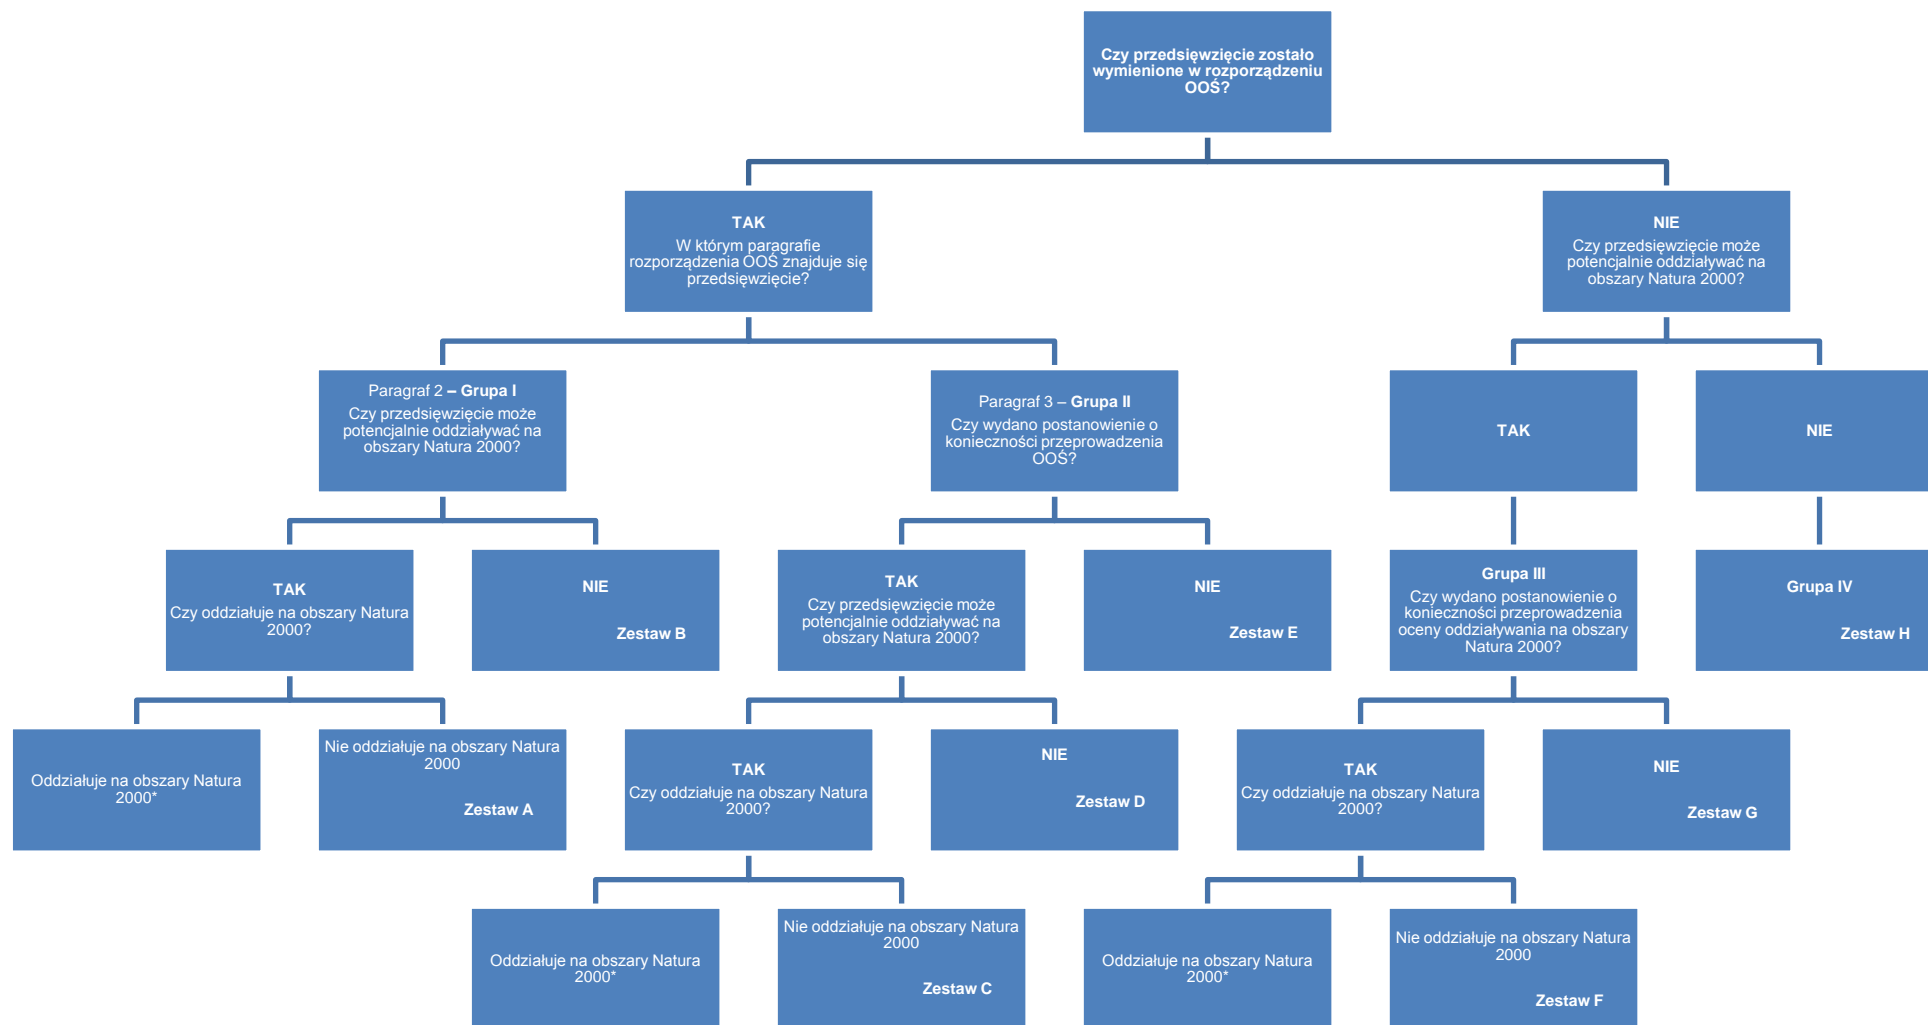 Czy przedsięwzięcie zostało
wymienione w rozporządzeniu
OOŚ?
TAK
W którym paragrafie
rozporządzenia OOŚ znajduje się
przedsięwzięcie?
NIE
Czy przedsięwzięcie może
potencjalnie oddziaływać na
obszary Natura 2000?
Paragraf 2 – Grupa I
Czy przedsięwzięcie może
potencjalnie oddziaływać na
obszary Natura 2000?
Paragraf 3 – Grupa II
Czy wydano postanowienie o
konieczności przeprowadzenia
OOŚ?
TAK
NIE
TAK
Czy oddziałuje na obszary Natura
2000?
NIE
Zestaw B
TAK
Czy przedsięwzięcie może
potencjalnie oddziaływać na
obszary Natura 2000?
NIE
Zestaw E
Grupa III
Czy wydano postanowienie o
konieczności przeprowadzenia
oceny oddziaływania na obszary
Natura 2000?
Grupa IV
Zestaw H
Oddziałuje na obszary Natura
2000*
Nie oddziałuje na obszary Natura
2000
Zestaw A
TAK
Czy oddziałuje na obszary Natura
2000?
NIE
Zestaw D
TAK
Czy oddziałuje na obszary Natura
2000?
NIE
Zestaw G
Oddziałuje na obszary Natura
2000*
Nie oddziałuje na obszary Natura
2000
Zestaw C
Oddziałuje na obszary Natura
2000*
Nie oddziałuje na obszary Natura
2000
Zestaw F